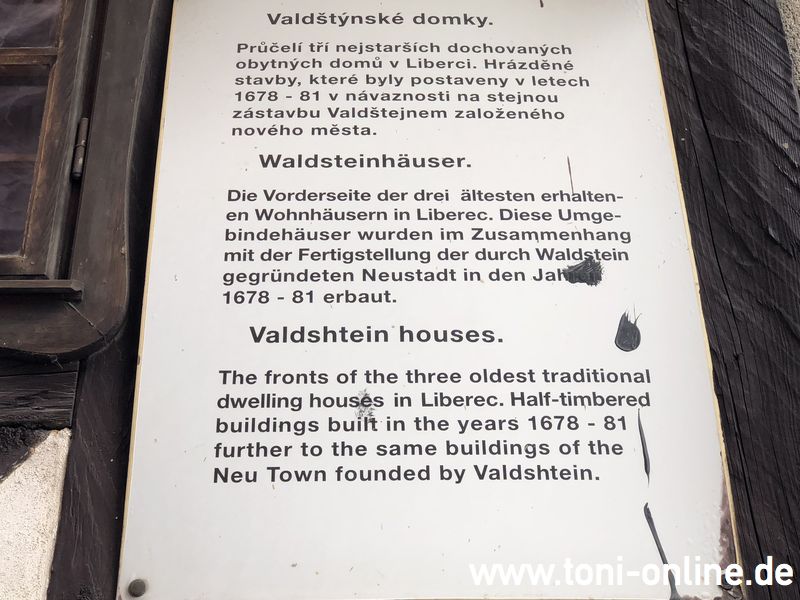 Valdštýnské domky.
Průčelí tří nejstarších dochovaných
obytných domů v Liberci. Hrázděné
stavby, které byly postaveny v letech
1678 - 81 v návaznosti na stejnou
zástavbu Valdštejnem založeného
nového města.
Waldsteinhäuser.
Die Vorderseite der drei ältesten erhalten-
en Wohnhäusern in Liberec. Diese Umge-
bindehäuser wurden im Zusammenhang
mit der Fertigstellung der durch Waldstein
gegründeten Neustadt in den
1678 - 81 erbaut.
Valdshtein houses.
The fronts of the three oldest traditional
dwelling houses in Liberec. Half-timbered
buildings built in the years 1678 - 81
further to the same buildings of the
Neu Town founded by Valdshtein.
www.toni-online.de